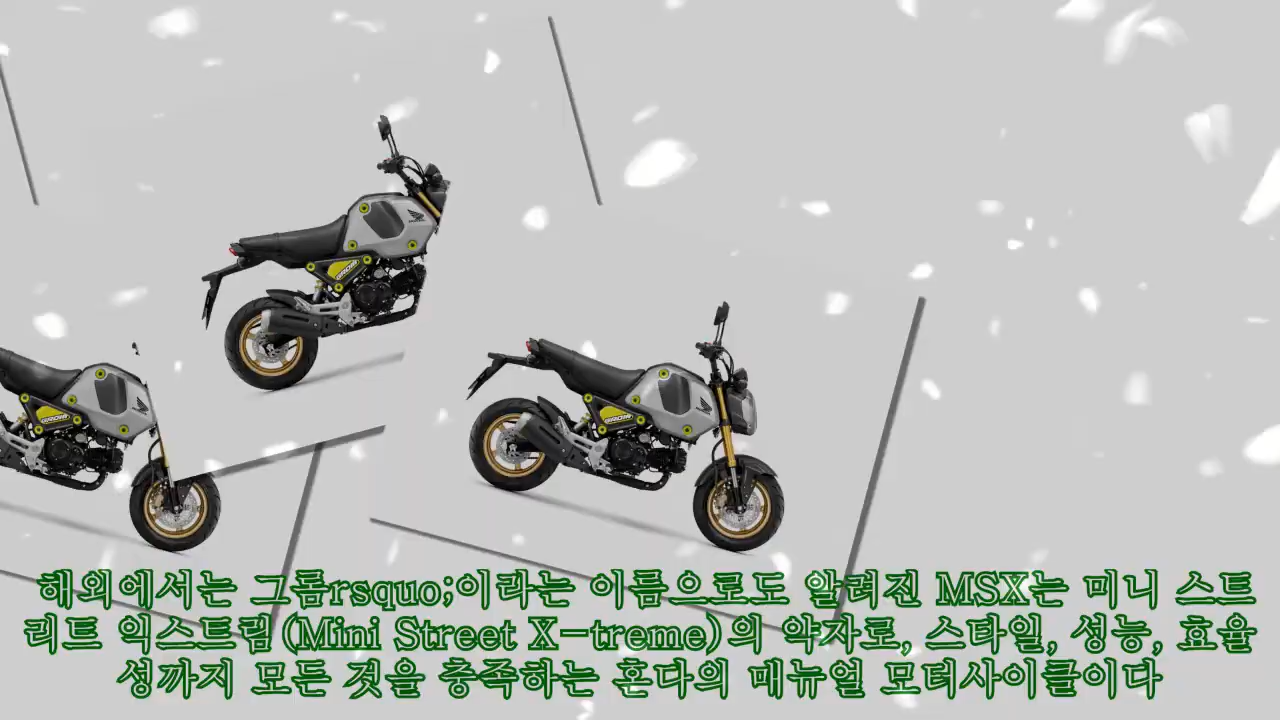 해외에서는 그롬rsquo;이라는 이름으로도 알려진 MSX는 미니 스트
리트 익스트림(Mini Street X-treme)의 약자로, 스타일, 성능, 효율
성까지 모든 것을 충족하는 혼다의 매뉴얼 모터사이클이다
GROM
GROM
GROM